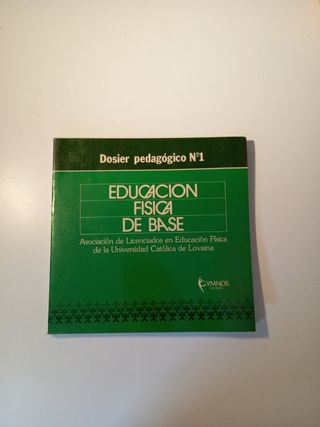 Dosier pedagógico Nº1
EDUCACION
FISICA
DE BASE
Asociación de Licenciados en Educación Física
de la Universidad Católica de Lovaina
GYMNOS